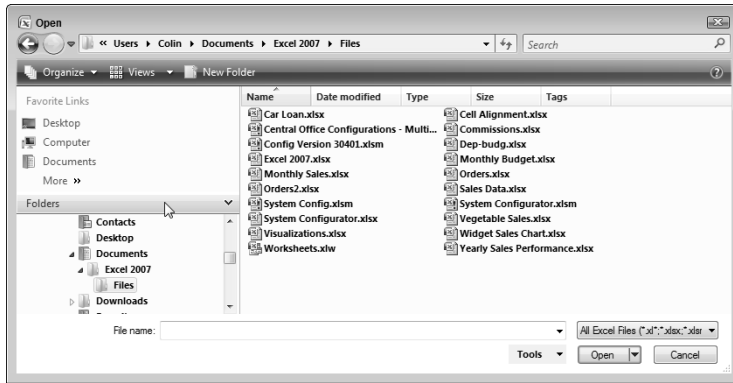 Open
« Users Colin Documents Excel 2007 Files Search
Organize Views New Folder
Favorite Links
Desktop
Computer
Documents
More »
Folders
Contacts
Desktop
Documents
Excel 2007
Files
Downloads
Name Date modified Type Size Tags
Car Loan.xlsx Cell Alignment.xlsx
Central Office Configurations - Multi... Commissions.xlsx
Config Version 30401.xlsm Dep-budg.xlsx
Excel 2007.xlsx Monthly Budget.xlsx
Monthly Sales.xlsx Orders.xlsx
Orders2.xlsx Sales Data.xlsx
System Config.xlsm System Configurator.xlsm
System Configurator.xlsx Vegetable Sales.xlsx
Visualizations.xlsx Widget Sales Chart.xlsx
Worksheets.xlw Yearly Sales Performance.xlsx
File name: All Excel Files (*.xl*;*.xlsx;*.xlsr
Tools Open Cancel